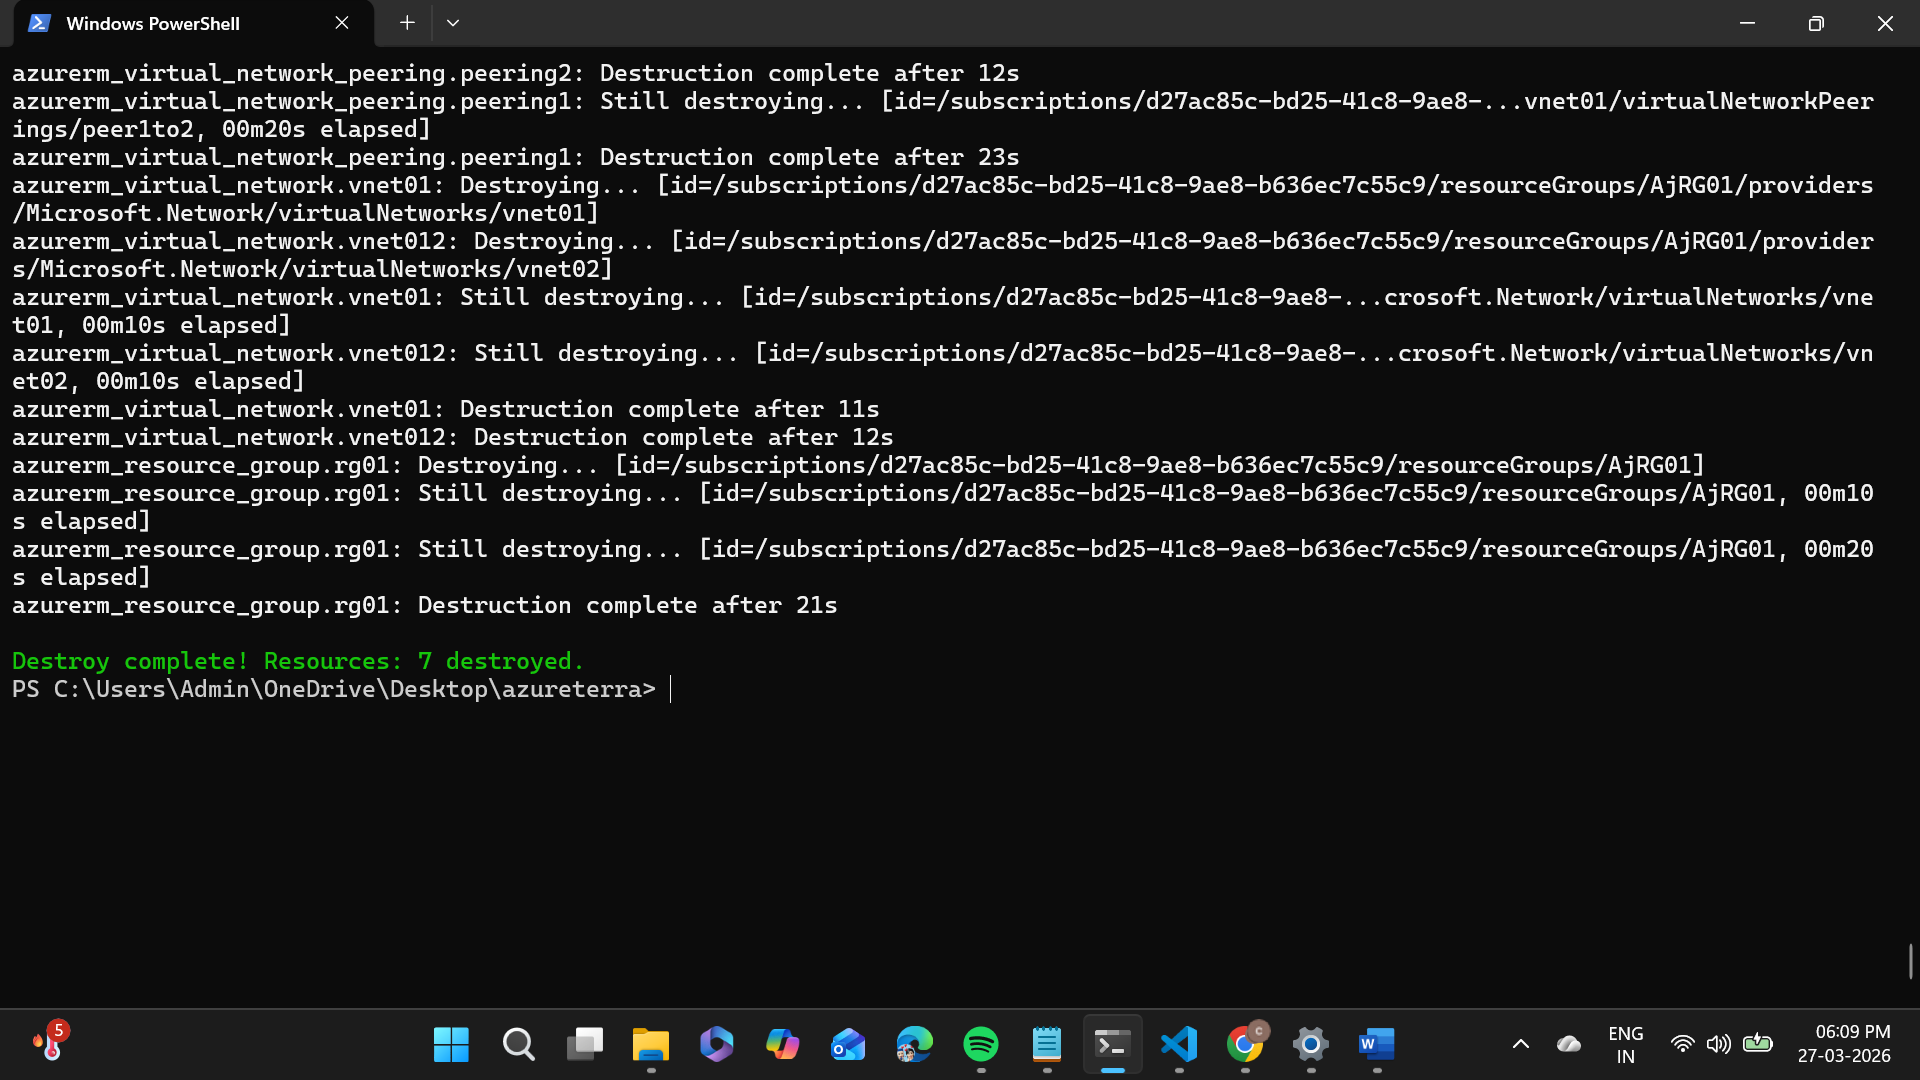 Windows PowerShell
azurerm_virtual_network_peering.peering2: Destruction complete after 12s
azurerm_virtual_network_peering.peering1: Still destroying... [id=/subscriptions/d27ac85c-bd25-41c8-9ae8-...vnet01/virtualNetworkPeer
ings/peer1to2, 00m20s elapsed]
azurerm_virtual_network_peering.peering1: Destruction complete after 23s
azurerm_virtual_network.vnet01: Destroying... [id=/subscriptions/d27ac85c-bd25-41c8-9ae8-b636ec7c55c9/resourceGroups/AjRG01/providers
/Microsoft.Network/virtualNetworks/vnet01]
azurerm_virtual_network.vnet012: Destroying... [id=/subscriptions/d27ac85c-bd25-41c8-9ae8-b636ec7c55c9/resourceGroups/AjRG01/provider
s/Microsoft.Network/virtualNetworks/vnet02]
azurerm_virtual_network.vnet01: Still destroying... [id=/subscriptions/d27ac85c-bd25-41c8-9ae8-...crosoft.Network/virtualNetworks/vne
t01, 00m10s elapsed]
azurerm_virtual_network.vnet012: Still destroying... [id=/subscriptions/d27ac85c-bd25-41c8-9ae8-...crosoft.Network/virtualNetworks/vn
et02, 00m10s elapsed]
azurerm_virtual_network.vnet01: Destruction complete after 11s
azurerm_virtual_network.vnet012: Destruction complete after 12s
azurerm_resource_group.rg01: Destroying... [id=/subscriptions/d27ac85c-bd25-41c8-9ae8-b636ec7c55c9/resourceGroups/AjRG01]
azurerm_resource_group.rg01: Still destroying... [id=/subscriptions/d27ac85c-bd25-41c8-9ae8-b636ec7c55c9/resourceGroups/AjRG01, 00m10
s elapsed]
azurerm_resource_group.rg01: Still destroying... [id=/subscriptions/d27ac85c-bd25-41c8-9ae8-b636ec7c55c9/resourceGroups/AjRG01, 00m20
s elapsed]
azurerm_resource_group.rg01: Destruction complete after 21s
Destroy complete! Resources: 7 destroyed.
PS C:\Users\Admin\OneDrive\Desktop\azureterra>
5
C
W
ENG
IN
06:09 PM
27-03-2026